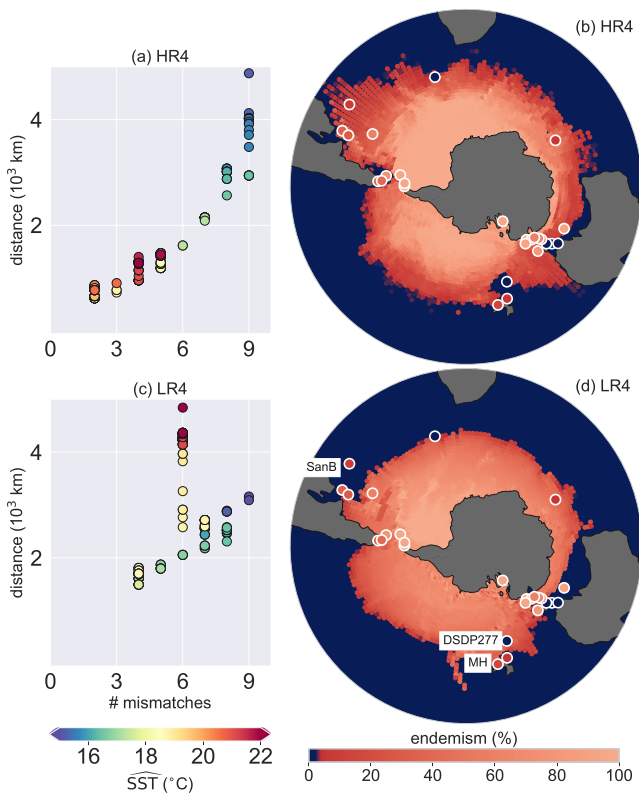 (a) HR4
(b) HR4
distance (10³ km)
4
2
0
3
6
9
(c) LR4
(d) LR4
distance (10³ km)
4
2
0
3
6
9
# mismatches
SanB
DSDP277
MH
16
18
20
22
S͡ST (°C)
endemism (%)
0
20
40
60
80
100